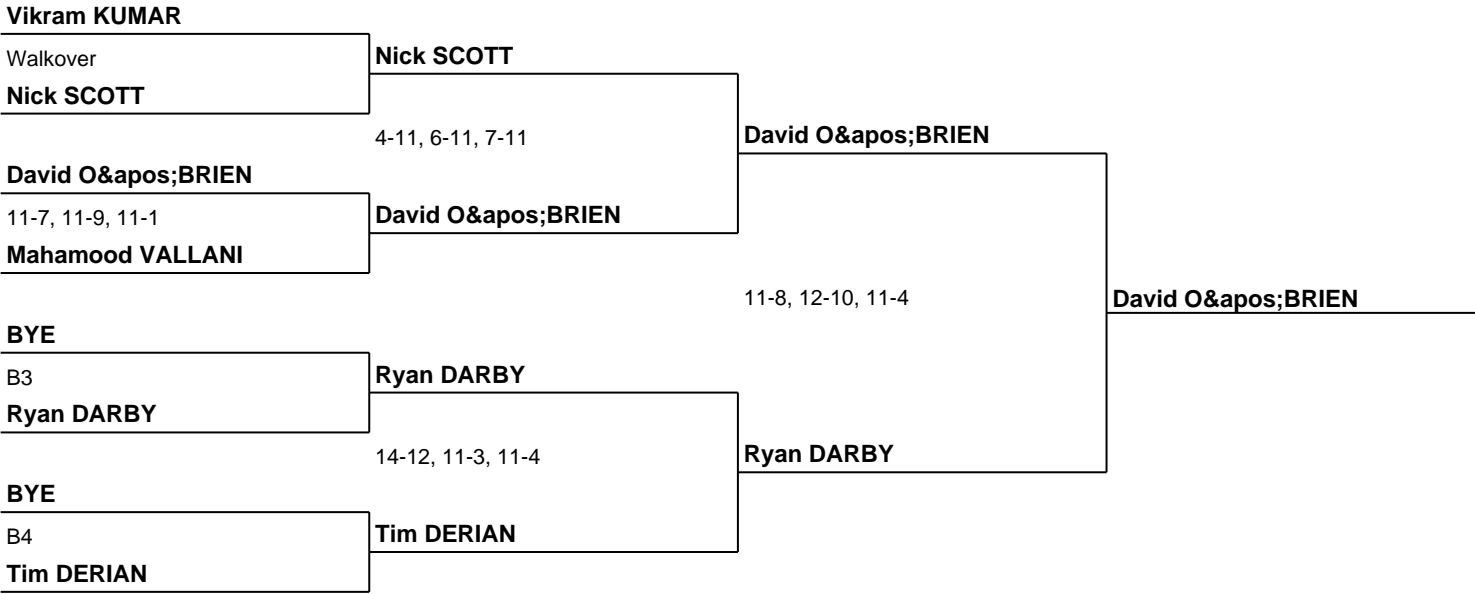 Vikram KUMAR
Walkover
Nick SCOTT
Nick SCOTT
4-11, 6-11, 7-11
David O&apos;BRIEN
David O&apos;BRIEN
11-7, 11-9, 11-1
David O&apos;BRIEN
Mahamood VALLANI
11-8, 12-10, 11-4
David O&apos;BRIEN
BYE
B3
Ryan DARBY
Ryan DARBY
14-12, 11-3, 11-4
Ryan DARBY
BYE
B4
Tim DERIAN
Tim DERIAN